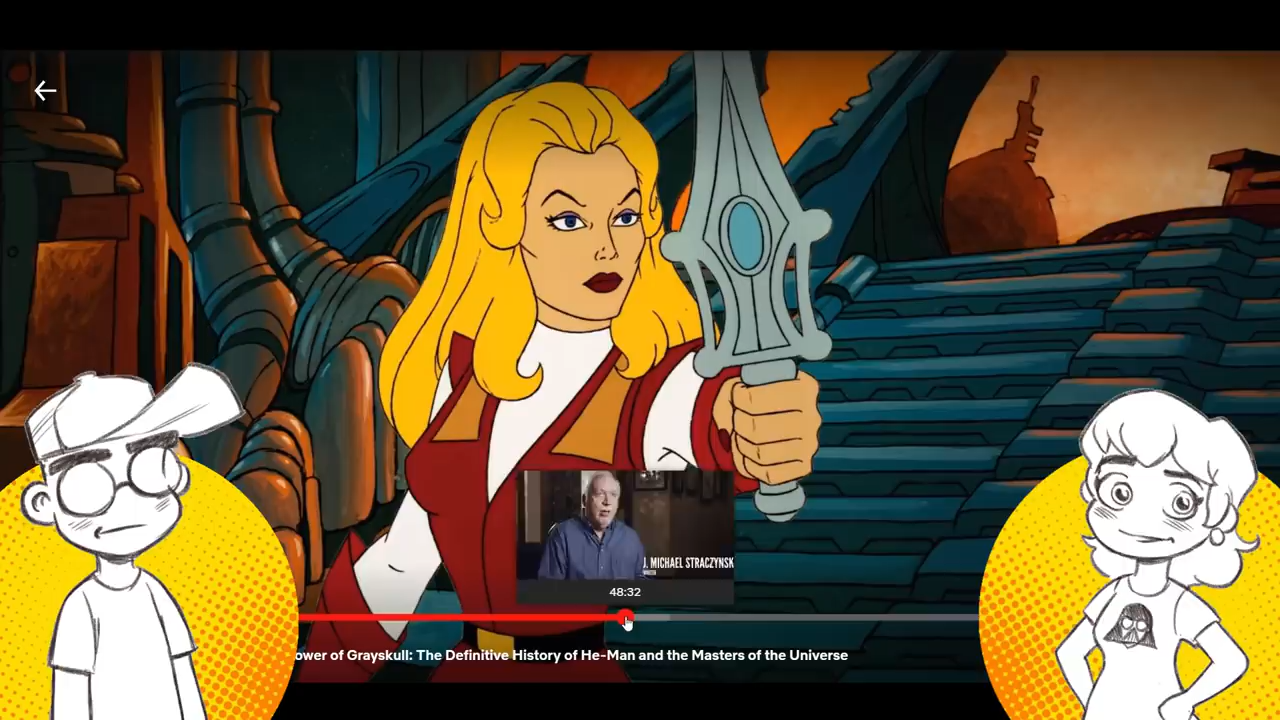 J. MICHAEL STRACZYNSK
48:32
ower of Grayskull: The Definitive History of He-Man and the Masters of the Universe